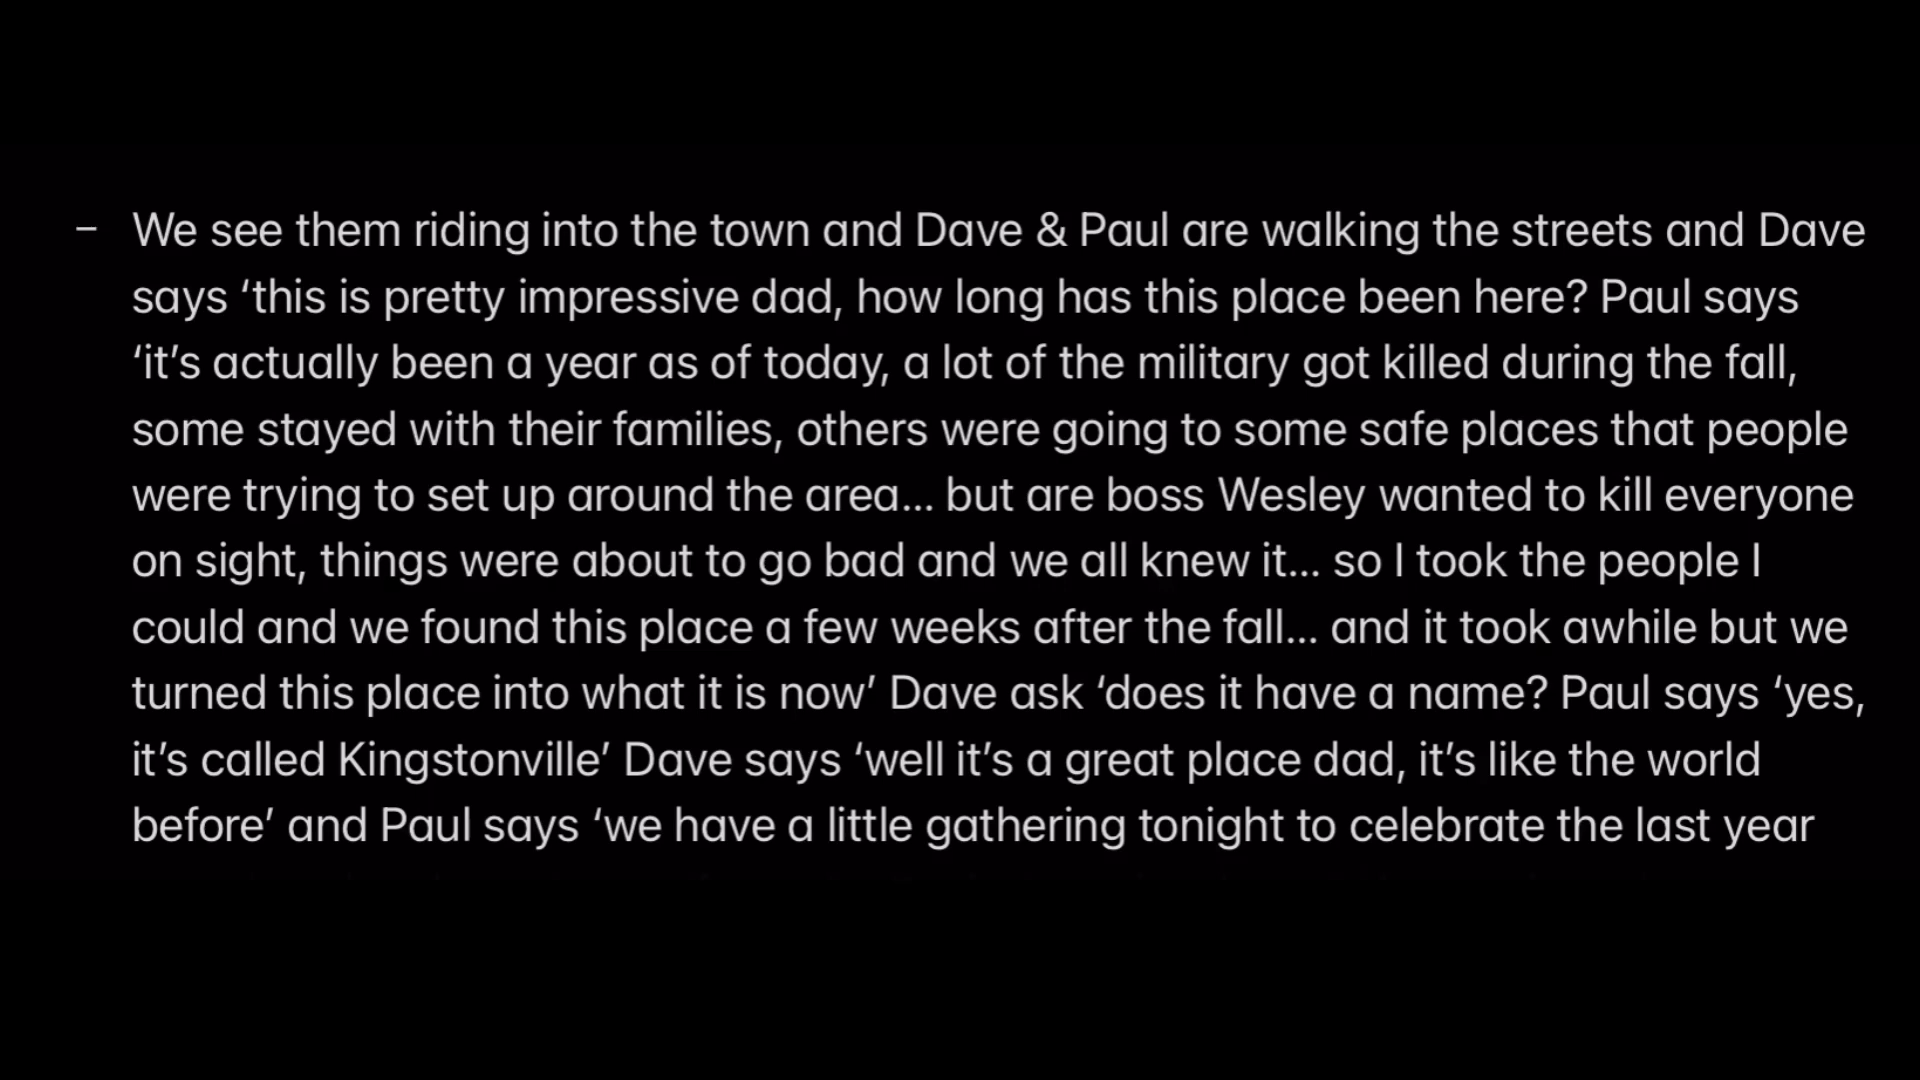 – We see them riding into the town and Dave & Paul are walking the streets and Dave
says ‘this is pretty impressive dad, how long has this place been here? Paul says
‘it’s actually been a year as of today, a lot of the military got killed during the fall,
some stayed with their families, others were going to some safe places that people
were trying to set up around the area... but are boss Wesley wanted to kill everyone
on sight, things were about to go bad and we all knew it... so I took the people I
could and we found this place a few weeks after the fall... and it took awhile but we
turned this place into what it is now’ Dave ask ‘does it have a name? Paul says ‘yes,
it’s called Kingstonville’ Dave says ‘well it’s a great place dad, it’s like the world
before’ and Paul says ‘we have a little gathering tonight to celebrate the last year